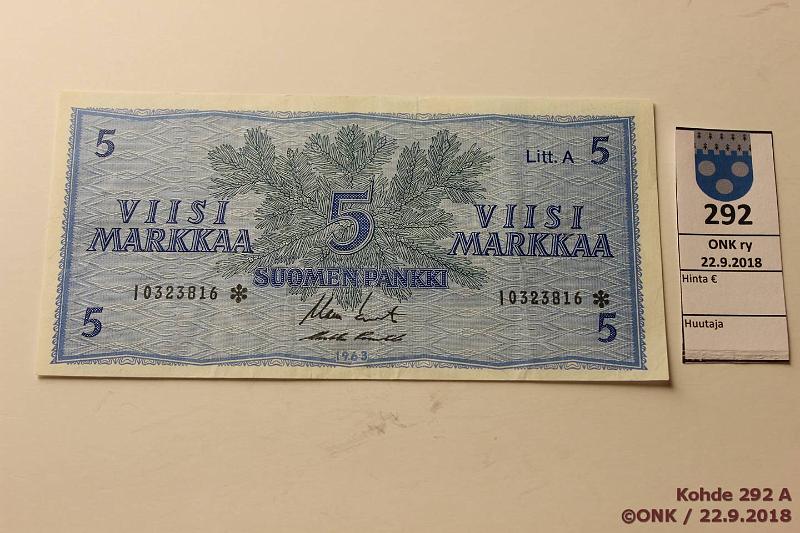 5
Litt. A 5
5
VIISI MARKKAA
VIISI MARKKAA
SUOMEN PANKKI
I0323816 *
I0323816 *
5
5
1963
292
ONK ry
22.9.2018
Hinta €
Huutaja
Kohde 292 A
©ONK / 22.9.2018